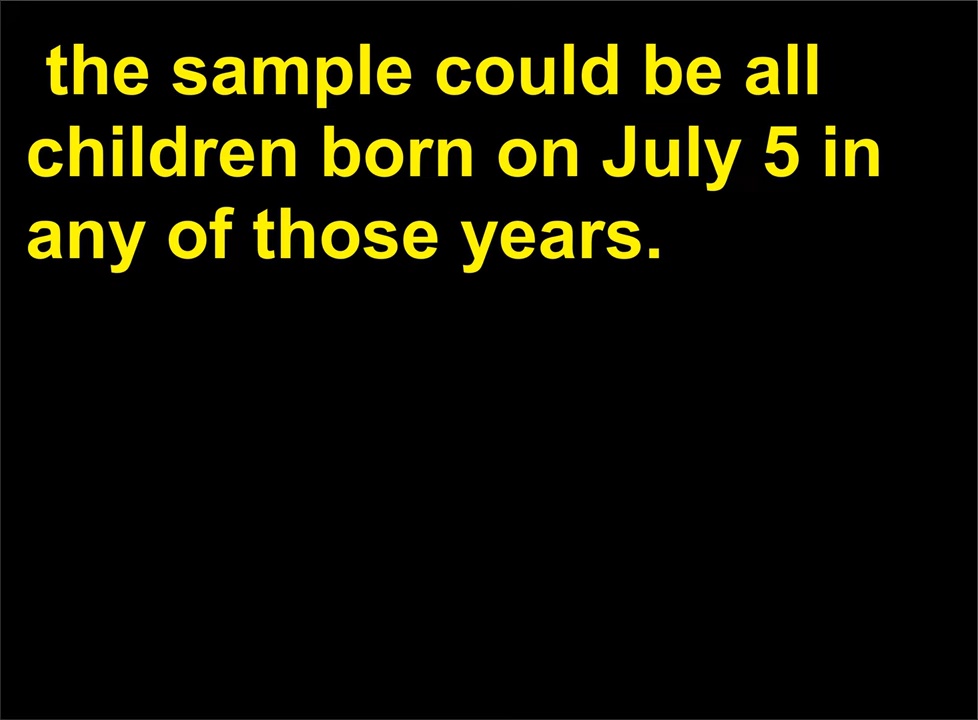 the sample could be all
children born on July 5 in
any of those years.